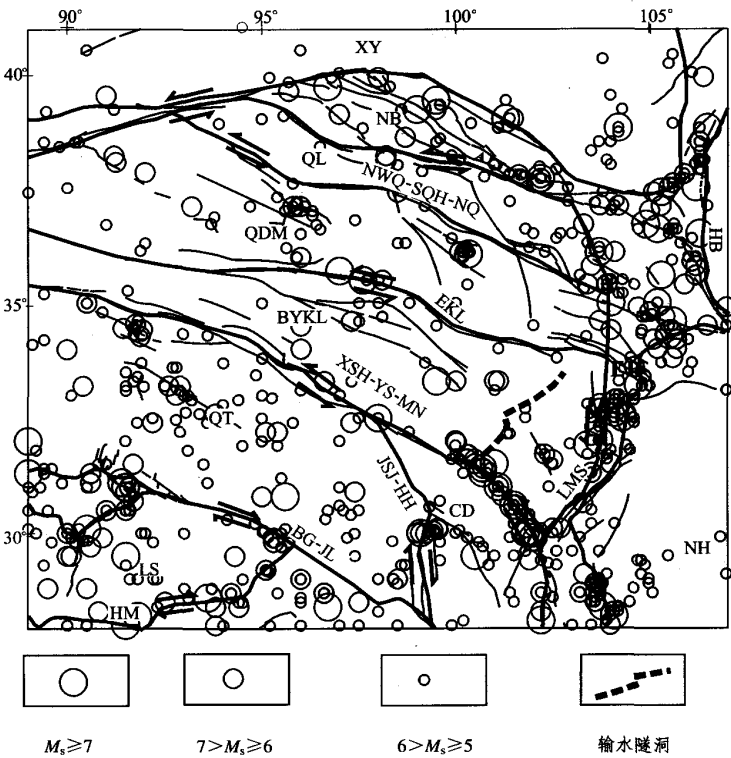 90° 95° 100° 105°
XY
40°
NB
QL
NWQ-SQH-NQ
HB
QDM
35°
EKL
BYKL
XSH-YS-MN
QT
LMS
JSJ-HH
CD
30°
BG-JL
NH
LS
HM
Ms≥7 7>Ms≥6 6>Ms≥5 输水隧洞